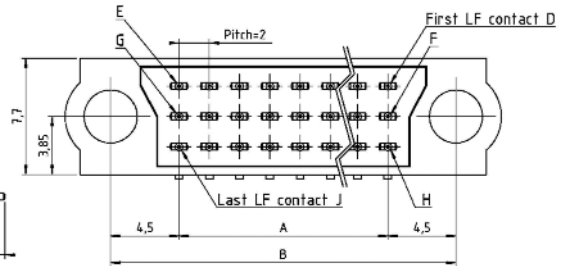 E
First LF contact D
Pitch=2
G
F
7,7
3,85
Last LF contact J
H
4,5
A
4,5
B